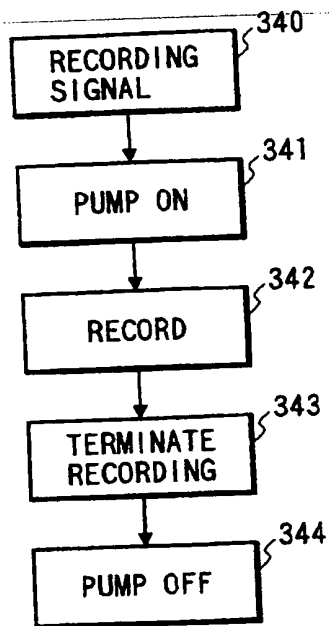 340
RECORDING
SIGNAL
341
PUMP ON
342
RECORD
343
TERMINATE
RECORDING
344
PUMP OFF